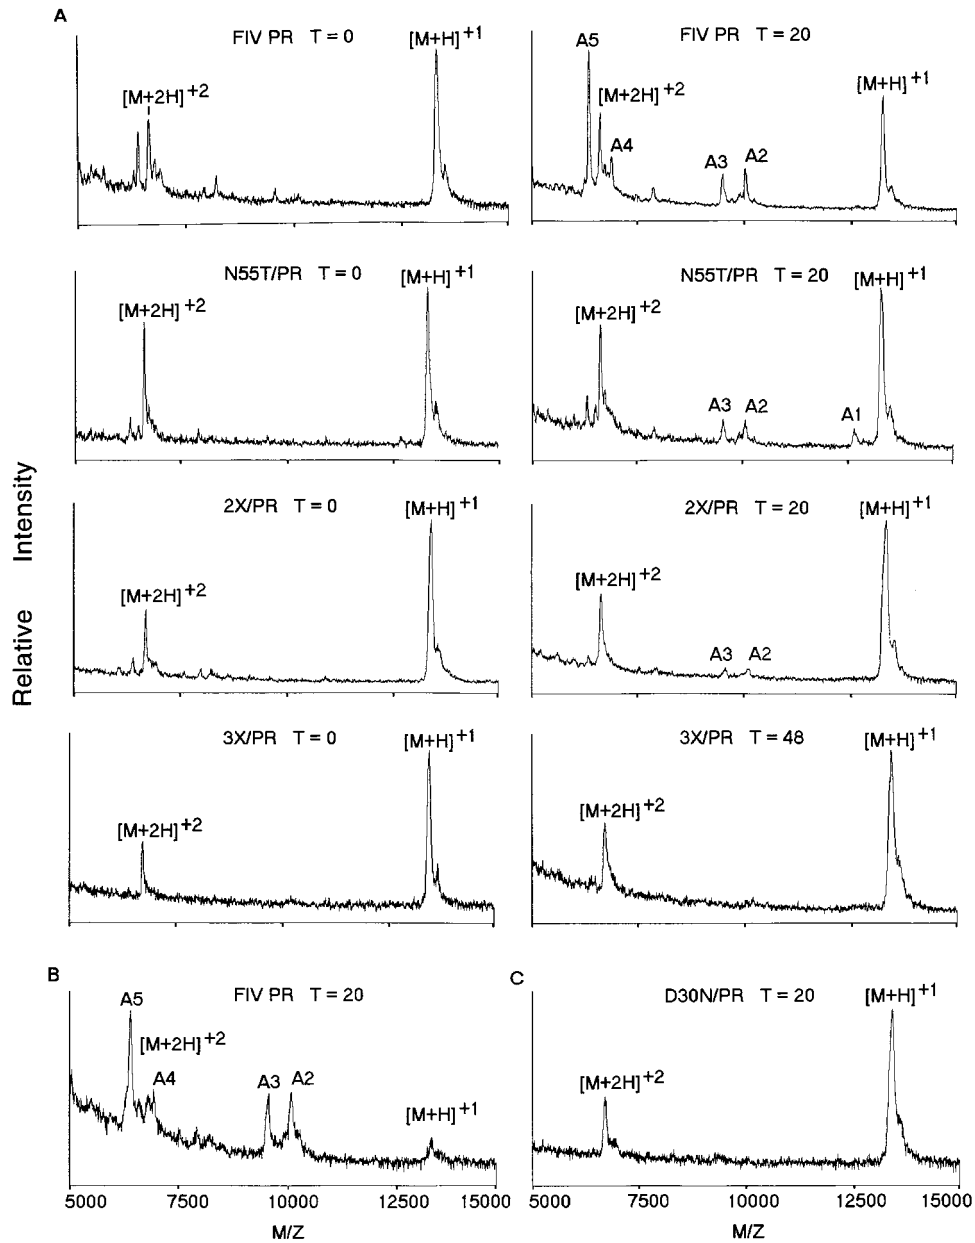 A
FIV PR T = 0
[M+H]+1
[M+2H]+2
FIV PR T = 20
A5
[M+2H]+2
A4
A3
A2
[M+H]+1
N55T/PR T = 0
[M+H]+1
[M+2H]+2
N55T/PR T = 20
[M+H]+1
[M+2H]+2
A3
A2
A1
2X/PR T = 0
[M+H]+1
[M+2H]+2
2X/PR T = 20
[M+H]+1
[M+2H]+2
A3
A2
3X/PR T = 0
[M+H]+1
[M+2H]+2
3X/PR T = 48
[M+H]+1
[M+2H]+2
Relative Intensity
B
FIV PR T = 20
A5
[M+2H]+2
A4
A3
A2
[M+H]+1
5000 7500 10000 12500 15000
M/Z
C
D30N/PR T = 20
[M+H]+1
[M+2H]+2
5000 7500 10000 12500 15000
M/Z